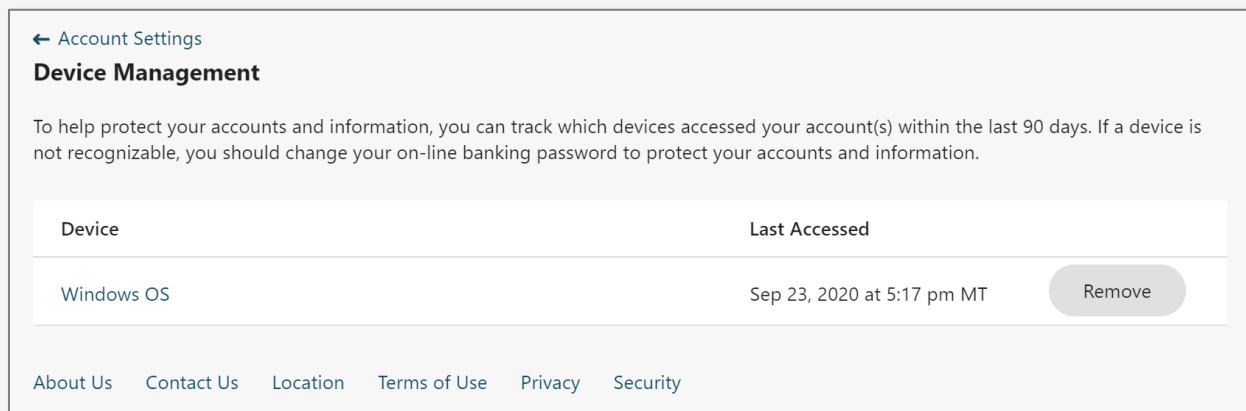 ← Account Settings
Device Management
To help protect your accounts and information, you can track which devices accessed your account(s) within the last 90 days. If a device is
not recognizable, you should change your on-line banking password to protect your accounts and information.
Device Last Accessed
Windows OS Sep 23, 2020 at 5:17 pm MT Remove
About Us Contact Us Location Terms of Use Privacy Security